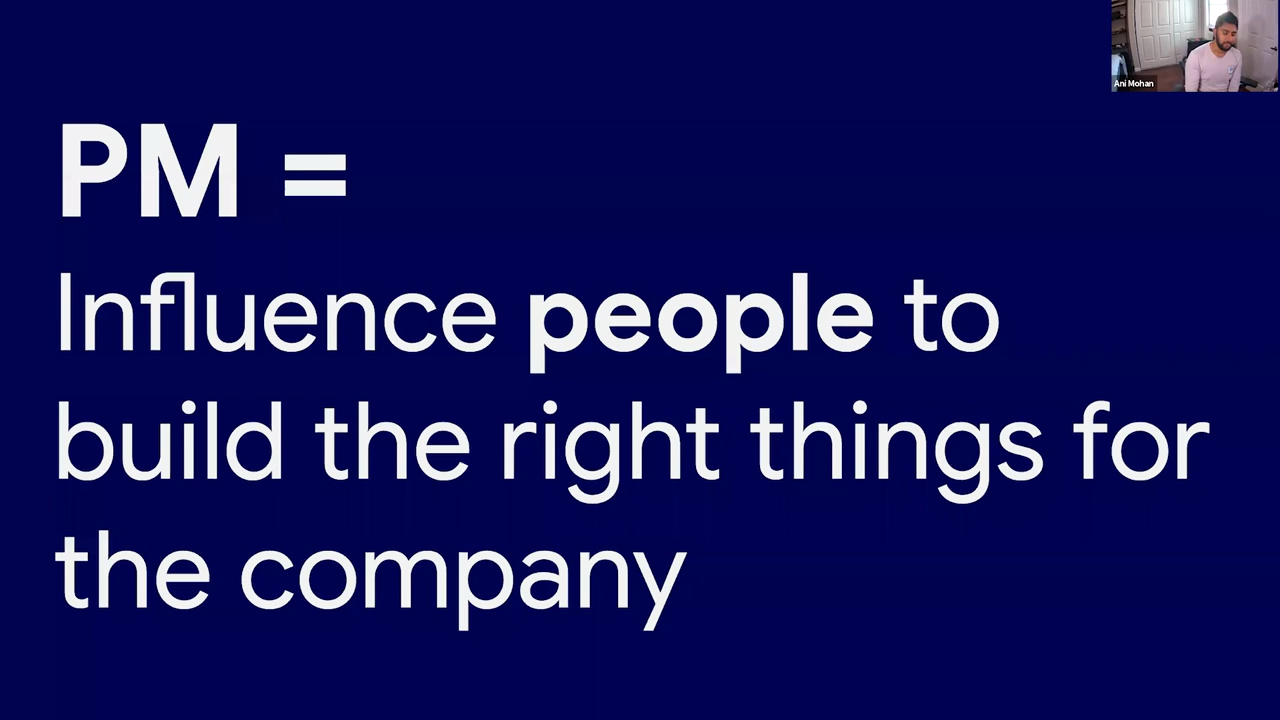 Ani Mohan
PM =
Influence people to
build the right things for
the company